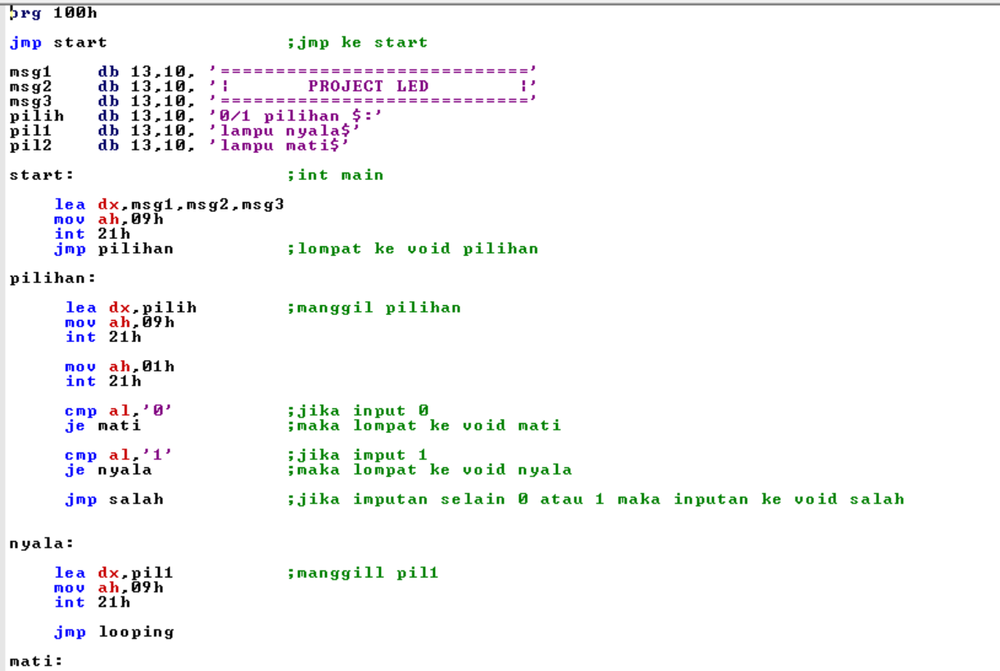 org 100h
jmp start ;jmp ke start
msg1 db 13,10, '============================'
msg2 db 13,10, '¦ PROJECT LED ¦'
msg3 db 13,10, '============================'
pilih db 13,10, '0/1 pilihan $:'
pil1 db 13,10, 'lampu nyala$'
pil2 db 13,10, 'lampu mati$'
start: ;int main
lea dx,msg1,msg2,msg3
mov ah,09h
int 21h
jmp pilihan ;lompat ke void pilihan
pilihan:
lea dx,pilih ;manggil pilihan
mov ah,09h
int 21h
mov ah,01h
int 21h
cmp al,'0' ;jika input 0
je mati ;maka lompat ke void mati
cmp al,'1' ;jika imput 1
je nyala ;maka lompat ke void nyala
jmp salah ;jika imputan selain 0 atau 1 maka inputan ke void salah
nyala:
lea dx,pil1 ;manggill pil1
mov ah,09h
int 21h
jmp looping
mati: